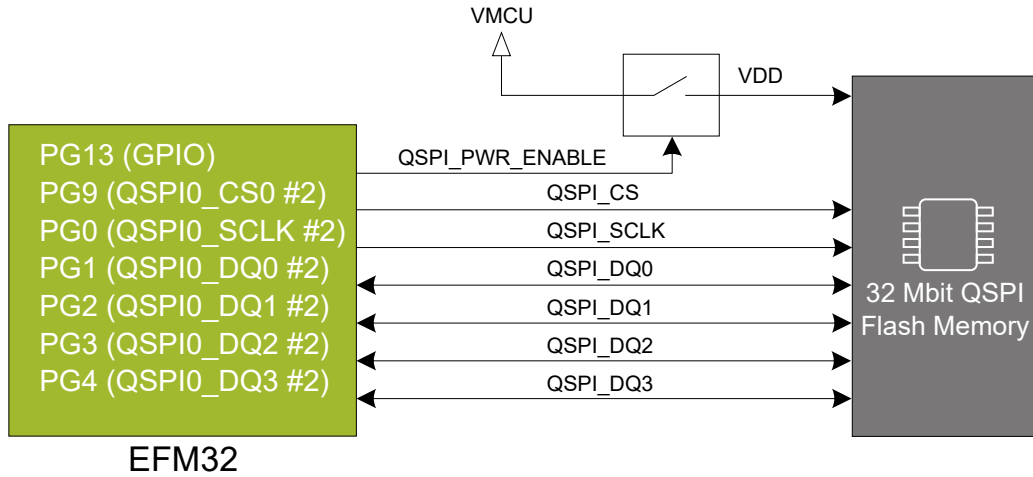 VMCU
VDD
PG13 (GPIO)
QSPI_PWR_ENABLE
PG9 (QSPI0_CS0 #2)
QSPI_CS
PG0 (QSPI0_SCLK #2)
QSPI_SCLK
PG1 (QSPI0_DQ0 #2)
QSPI_DQ0
PG2 (QSPI0_DQ1 #2)
QSPI_DQ1
PG3 (QSPI0_DQ2 #2)
QSPI_DQ2
PG4 (QSPI0_DQ3 #2)
QSPI_DQ3
32 Mbit QSPI
Flash Memory
EFM32